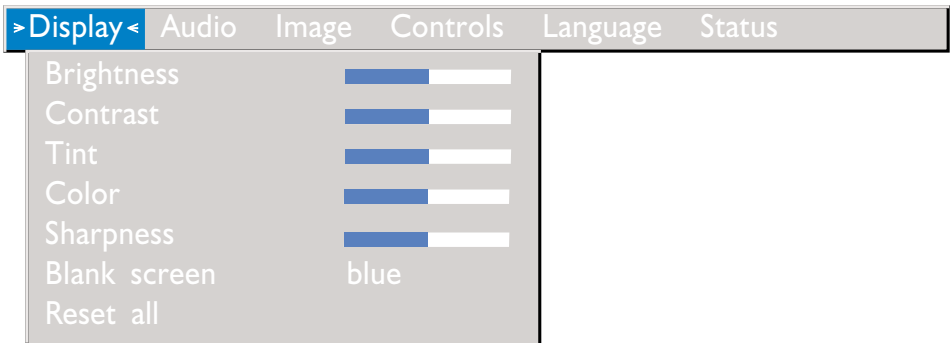 >Display< Audio Image Controls Language Status
Brightness
Contrast
Tint
Color
Sharpness
Blank screen blue
Reset all